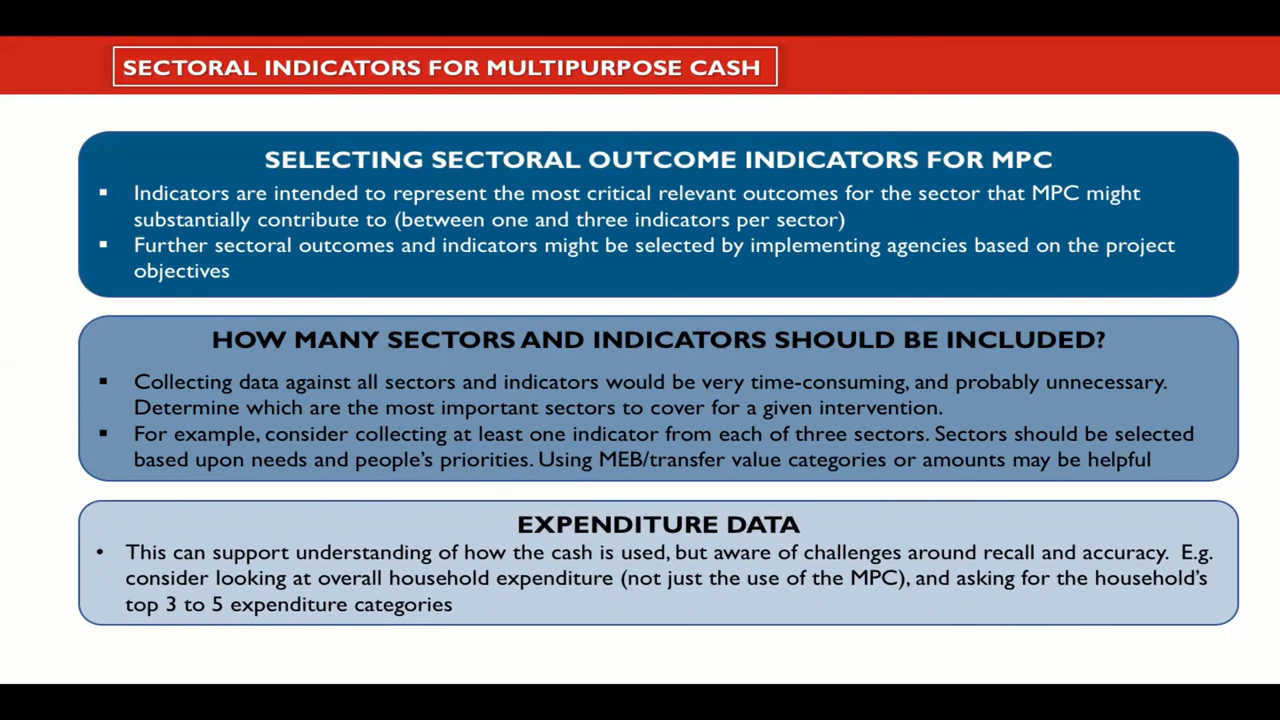 SECTORAL INDICATORS FOR MULTIPURPOSE CASH
SELECTING SECTORAL OUTCOME INDICATORS FOR MPC
▪ Indicators are intended to represent the most critical relevant outcomes for the sector that MPC might
substantially contribute to (between one and three indicators per sector)
▪ Further sectoral outcomes and indicators might be selected by implementing agencies based on the project
objectives
HOW MANY SECTORS AND INDICATORS SHOULD BE INCLUDED?
▪ Collecting data against all sectors and indicators would be very time-consuming, and probably unnecessary.
Determine which are the most important sectors to cover for a given intervention.
▪ For example, consider collecting at least one indicator from each of three sectors. Sectors should be selected
based upon needs and people's priorities. Using MEB/transfer value categories or amounts may be helpful
EXPENDITURE DATA
• This can support understanding of how the cash is used, but aware of challenges around recall and accuracy. E.g.
consider looking at overall household expenditure (not just the use of the MPC), and asking for the household's
top 3 to 5 expenditure categories